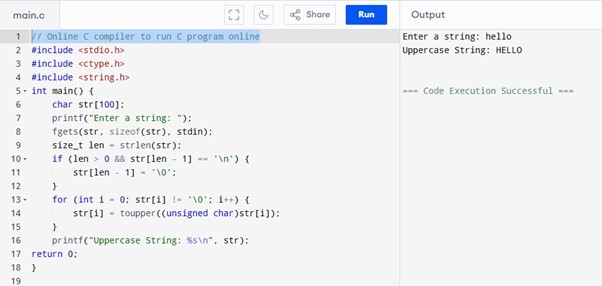 main.c
Share
Run
Output
1 // Online C compiler to run C program online
2 #include <stdio.h>
3 #include <ctype.h>
4 #include <string.h>
5 int main() {
6     char str[100];
7     printf("Enter a string: ");
8     fgets(str, sizeof(str), stdin);
9     size_t len = strlen(str);
10     if (len > 0 && str[len - 1] == '\n') {
11         str[len - 1] = '\0';
12     }
13     for (int i = 0; str[i] != '\0'; i++) {
14         str[i] = toupper((unsigned char)str[i]);
15     }
16     printf("Uppercase String: %s\n", str);
17 return 0;
18 }
19
Enter a string: hello
Uppercase String: HELLO
=== Code Execution Successful ===